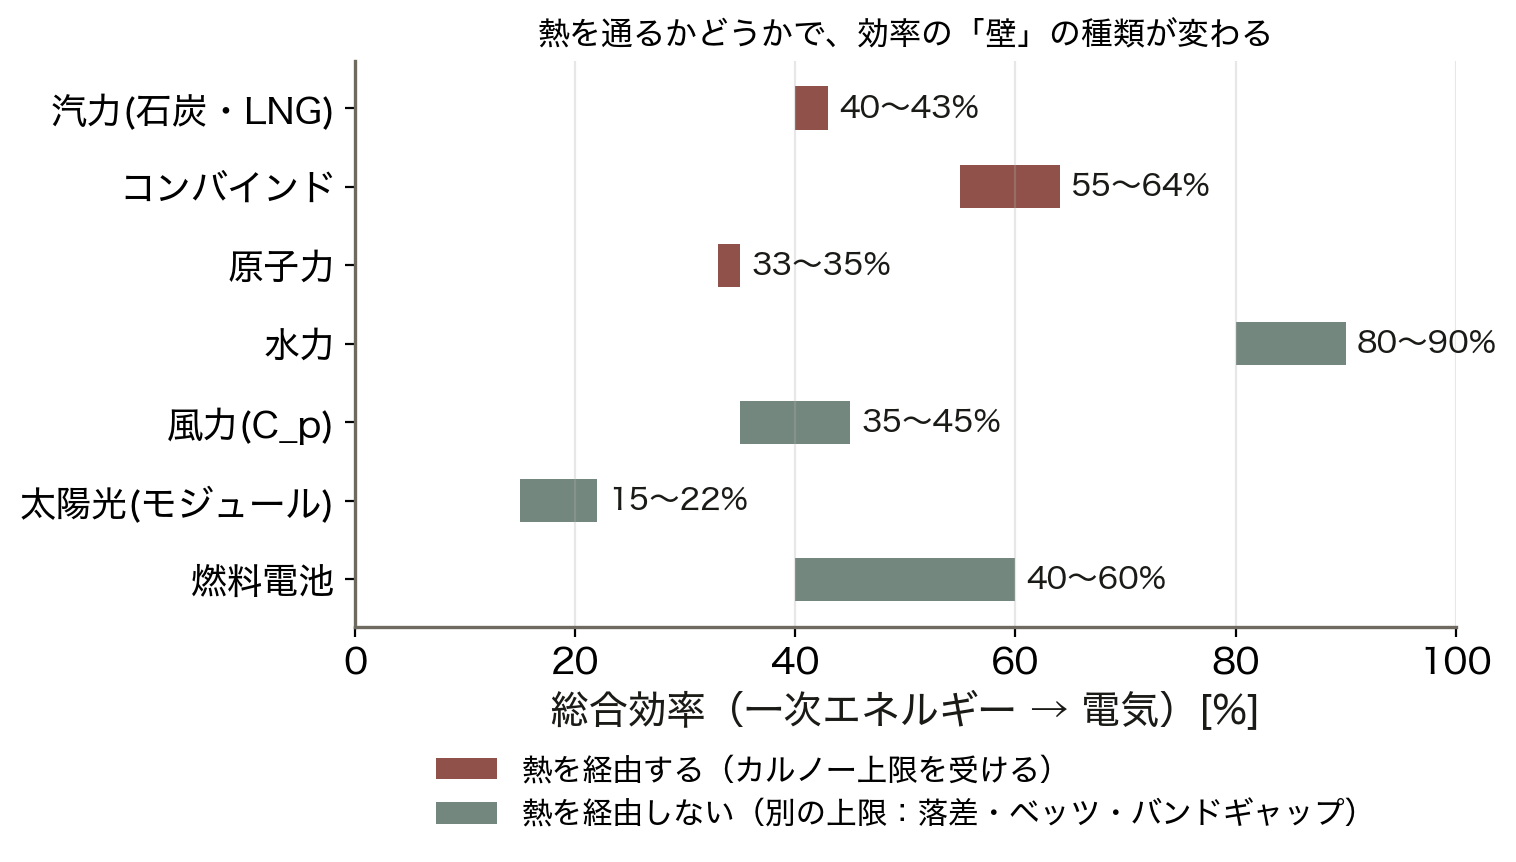 熱を通るかどうかで、効率の「壁」の種類が変わる
汽力(石炭・LNG)
40〜43%
コンバインド
55〜64%
原子力
33〜35%
水力
80〜90%
風力(C_p)
35〜45%
太陽光(モジュール)
15〜22%
燃料電池
40〜60%
0 20 40 60 80 100
総合効率（一次エネルギー → 電気）[%]
熱を経由する（カルノー上限を受ける）
熱を経由しない（別の上限：落差・ベッツ・バンドギャップ）